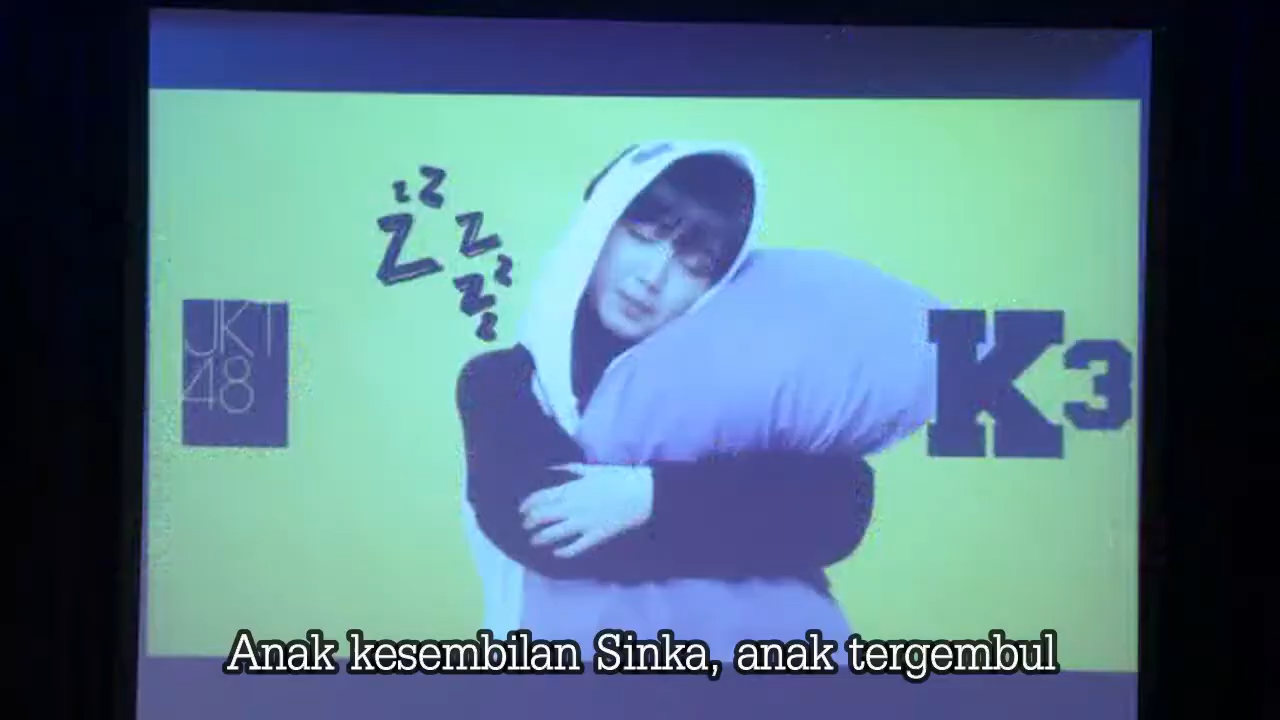 z Z
Z Z
Z z
z
JKT
48
K3
Anak kesembilan Sinka, anak tergembul